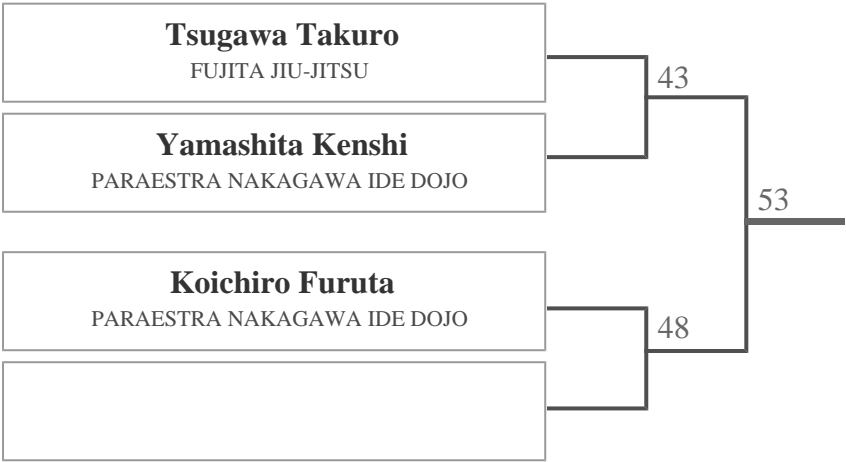 Tsugawa Takuro
FUJITA JIU-JITSU
43
Yamashita Kenshi
PARAESTRA NAKAGAWA IDE DOJO
53
Koichiro Furuta
PARAESTRA NAKAGAWA IDE DOJO
48